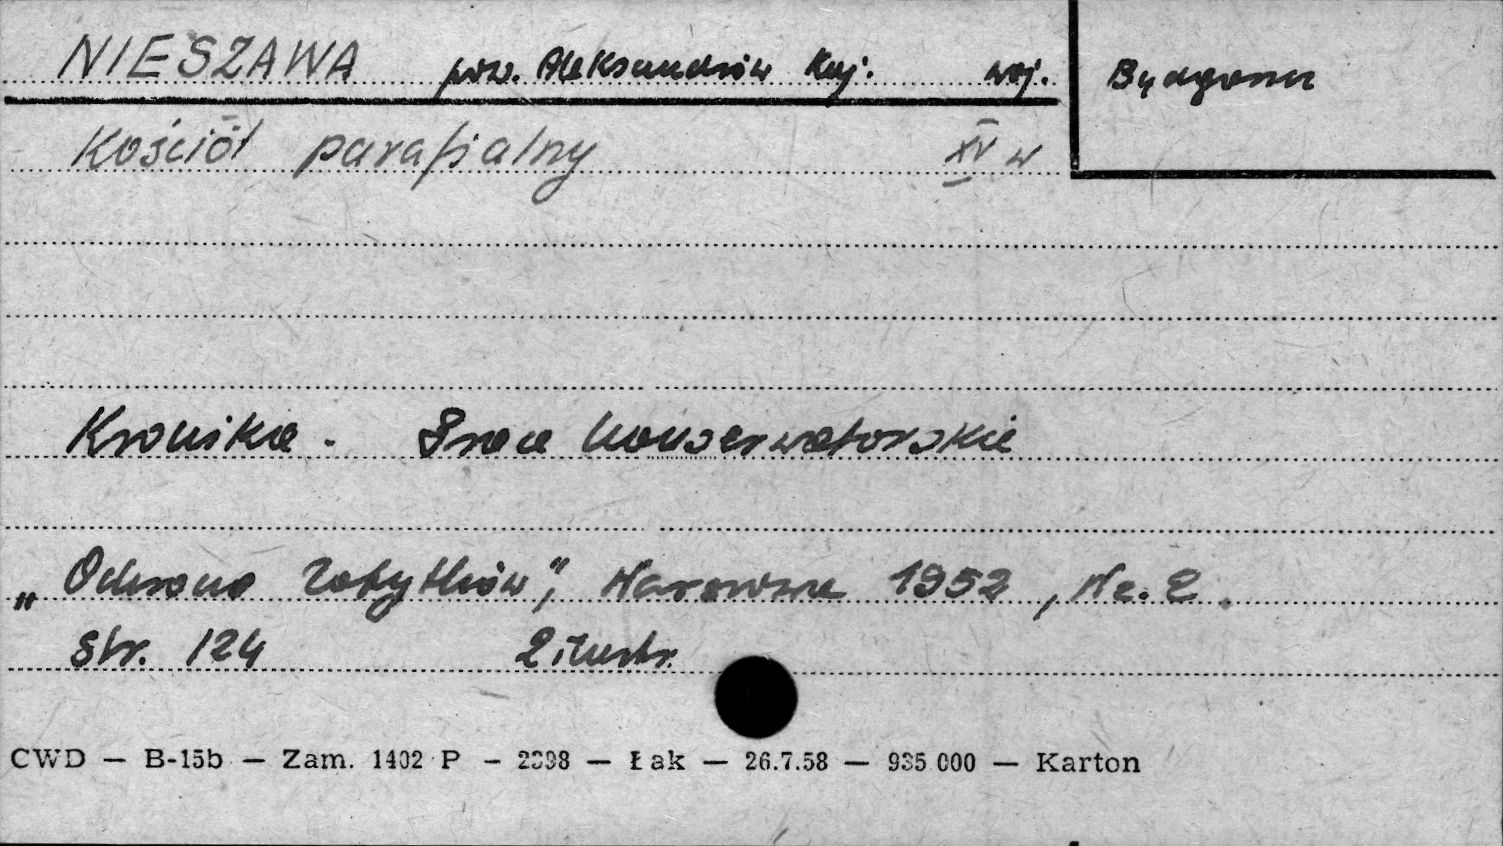 NIESZAWA pow. Aleksandrów Kuj. woj. Bydgoszcz
Kościół parafialny XV w
Kronika. Prace konserwatorskie
„Ochrona Zabytków”, Warszawa 1952, Nr. 2.
str. 124 2 ilustr.
CWD — B-15b — Zam. 1402 P — 2398 — Łak — 26.7.58 — 935.000 — Karton